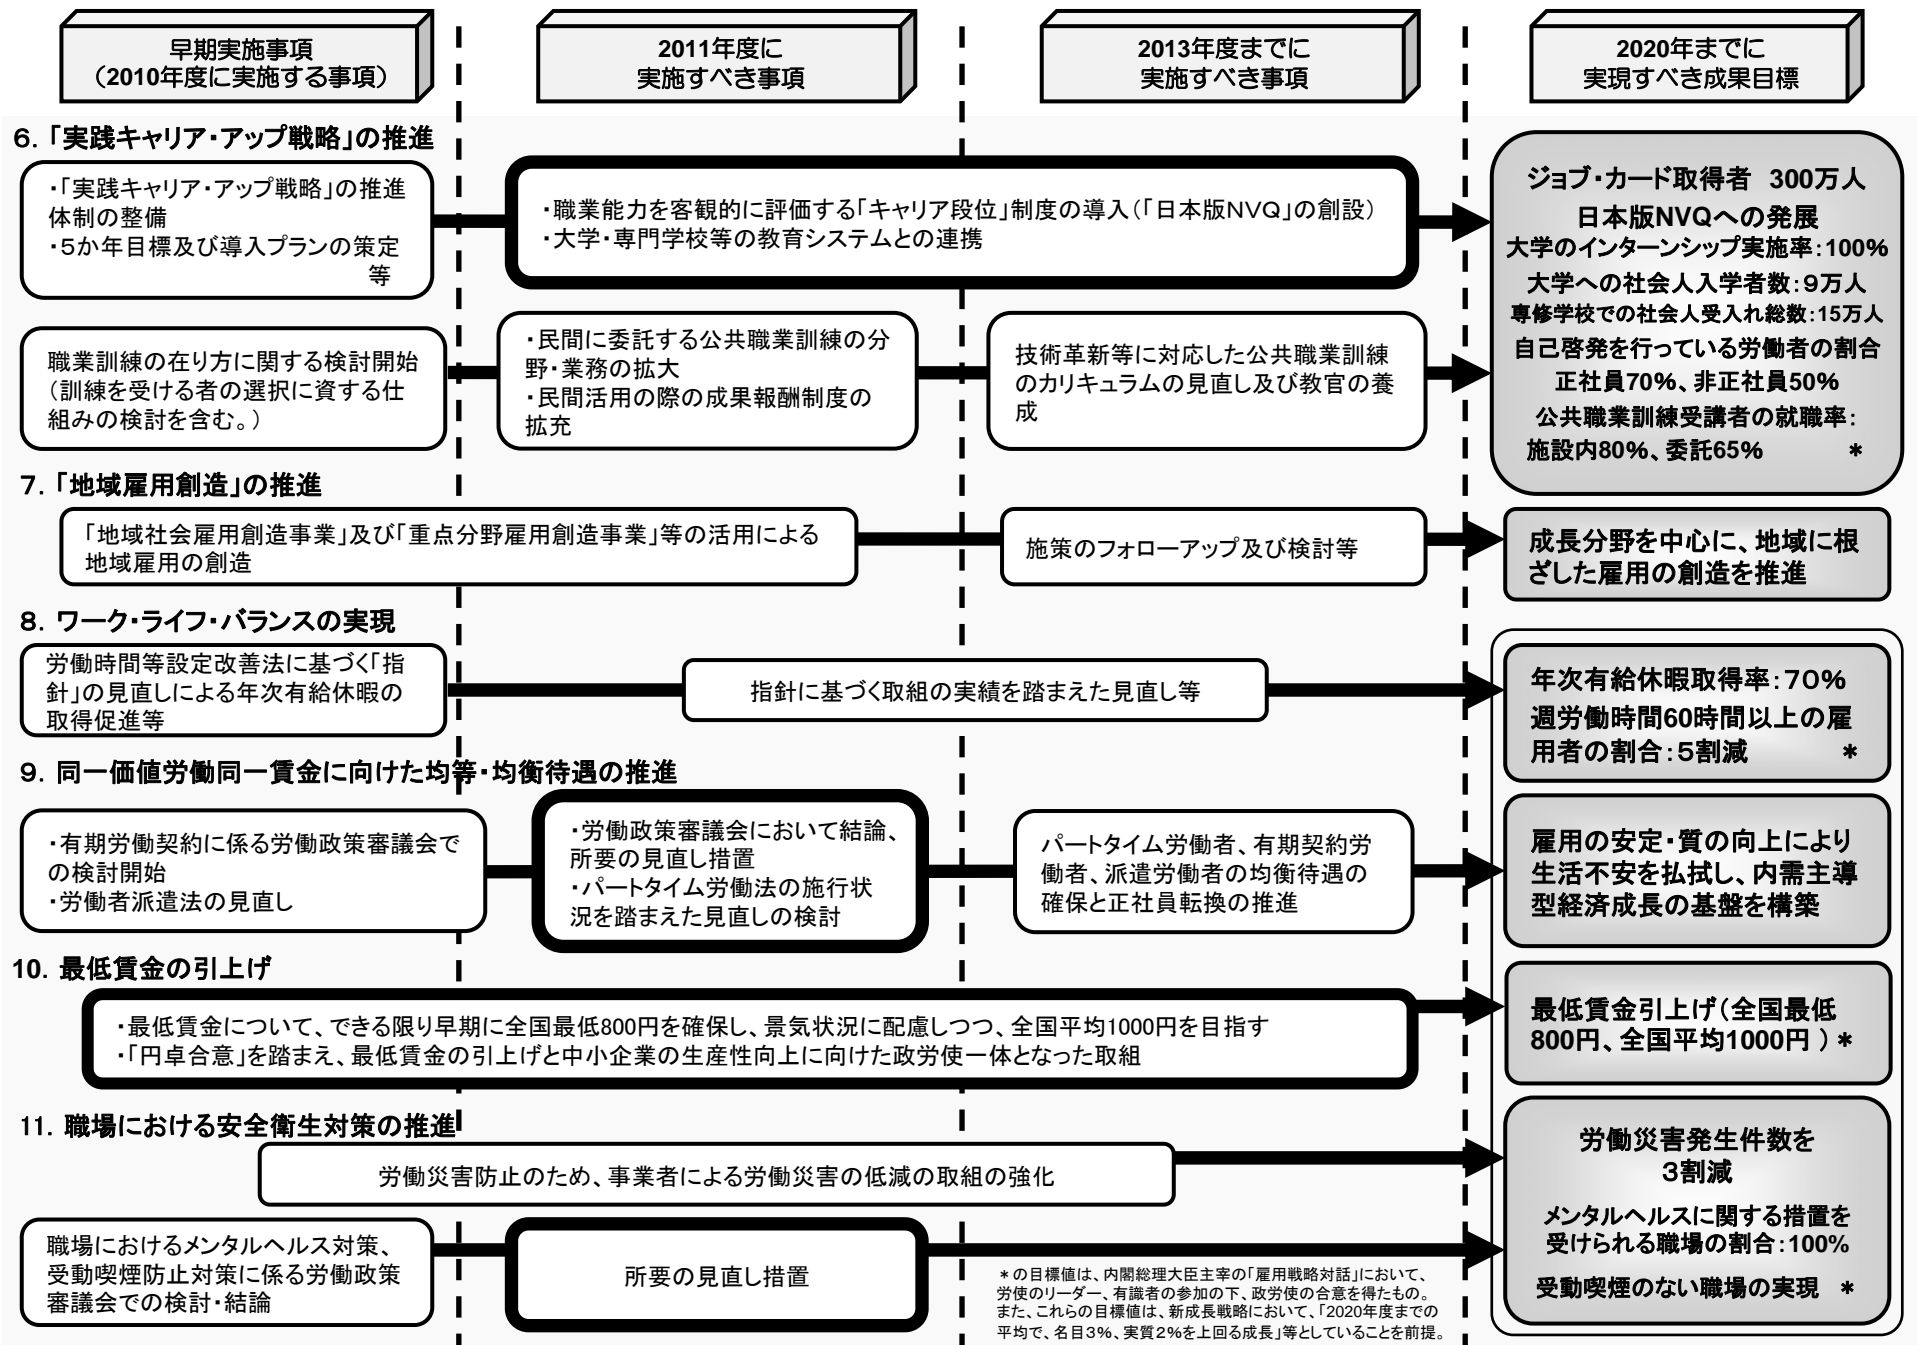 早期実施事項
（2010年度に実施する事項）
2011年度に
実施すべき事項
2013年度までに
実施すべき事項
2020年までに
実現すべき成果目標
６．「実践キャリア・アップ戦略」の推進
・「実践キャリア・アップ戦略」の推進
体制の整備
・５か年目標及び導入プランの策定
等
・職業能力を客観的に評価する「キャリア段位」制度の導入（「日本版ＮＶＱ」の創設）
・大学・専門学校等の教育システムとの連携
職業訓練の在り方に関する検討開始
（訓練を受ける者の選択に資する仕
組みの検討を含む。）
・民間に委託する公共職業訓練の分
野・業務の拡大
・民間活用の際の成果報酬制度の
拡充
技術革新等に対応した公共職業訓練
のカリキュラムの見直し及び教官の養
成
ジョブ・カード取得者　300万人
日本版NVQへの発展
大学のインターンシップ実施率：100%
大学への社会人入学者数：９万人
専修学校での社会人受入れ総数：15万人
自己啓発を行っている労働者の割合
正社員70%、非正社員50%
公共職業訓練受講者の就職率：
施設内80%、委託65%　　　＊
７．「地域雇用創造」の推進
「地域社会雇用創造事業」及び「重点分野雇用創造事業」等の活用による
地域雇用の創造
施策のフォローアップ及び検討等
成長分野を中心に、地域に根
ざした雇用の創造を推進
８．ワーク・ライフ・バランスの実現
労働時間等設定改善法に基づく「指
針」の見直しによる年次有給休暇の
取得促進等
指針に基づく取組の実績を踏まえた見直し等
年次有給休暇取得率：７０％
週労働時間60時間以上の雇
用者の割合：５割減　　　＊
９．同一価値労働同一賃金に向けた均等・均衡待遇の推進
・有期労働契約に係る労働政策審議会で
の検討開始
・労働者派遣法の見直し
・労働政策審議会において結論、
所要の見直し措置
・パートタイム労働法の施行状
況を踏まえた見直しの検討
パートタイム労働者、有期契約労
働者、派遣労働者の均衡待遇の
確保と正社員転換の推進
雇用の安定・質の向上により
生活不安を払拭し、内需主導
型経済成長の基盤を構築
10．最低賃金の引上げ
・最低賃金について、できる限り早期に全国最低800円を確保し、景気状況に配慮しつつ、全国平均1000円を目指す
・「円卓合意」を踏まえ、最低賃金の引上げと中小企業の生産性向上に向けた政労使一体となった取組
最低賃金引上げ（全国最低
800円、全国平均1000円 ）＊
11．職場における安全衛生対策の推進
労働災害防止のため、事業者による労働災害の低減の取組の強化
職場におけるメンタルヘルス対策、
受動喫煙防止対策に係る労働政策
審議会での検討・結論
所要の見直し措置
労働災害発生件数を
３割減
メンタルヘルスに関する措置を
受けられる職場の割合：100%
受動喫煙のない職場の実現　＊
＊の目標値は、内閣総理大臣主宰の「雇用戦略対話」において、
労使のリーダー、有識者の参加の下、政労使の合意を得たもの。
また、これらの目標値は、新成長戦略において、「2020年度までの
平均で、名目３％、実質２％を上回る成長」等としていることを前提。